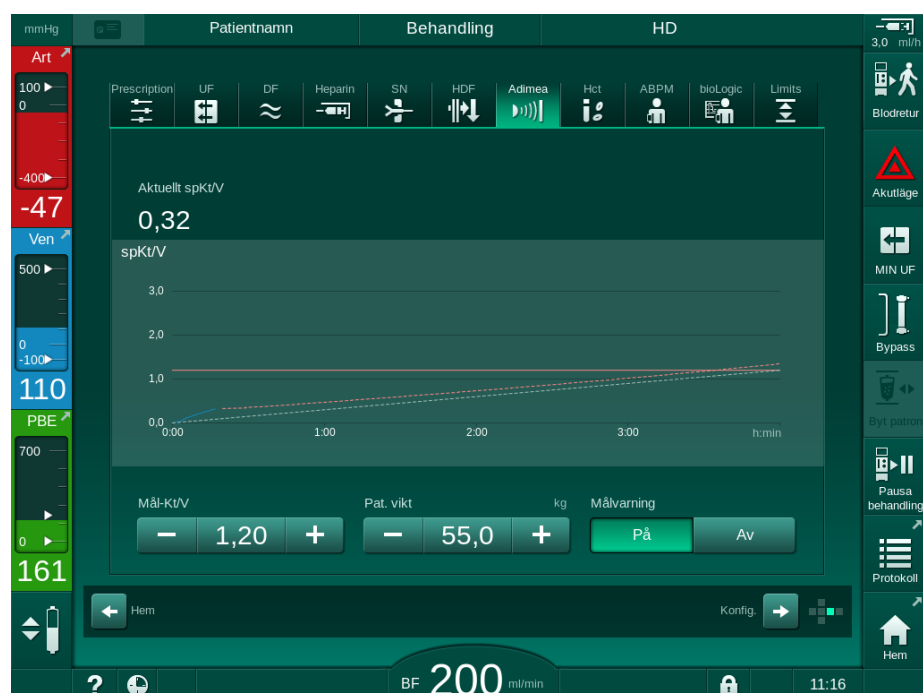 mmHg
Patientnamn
Behandling
HD
3,0 ml/h
Art
100
0
-400
-47
Ven
500
0
-100
110
PBE
700
0
161
Prescription
UF
DF
Heparin
SN
HDF
Adimea
Hct
ABPM
bioLogic
Limits
Aktuellt spKt/V
0,32
spKt/V
3,0
2,0
1,0
0,0
0:00 1:00 2:00 3:00 h:min
Mål-Kt/V
− 1,20 +
Pat. vikt kg
− 55,0 +
Målvarning
På Av
Hem
Konfig.
Blodretur
Akutläge
MIN UF
Bypass
Byt patron
Pausa
behandling
Protokoll
Hem
?
BF 200 ml/min
11:16